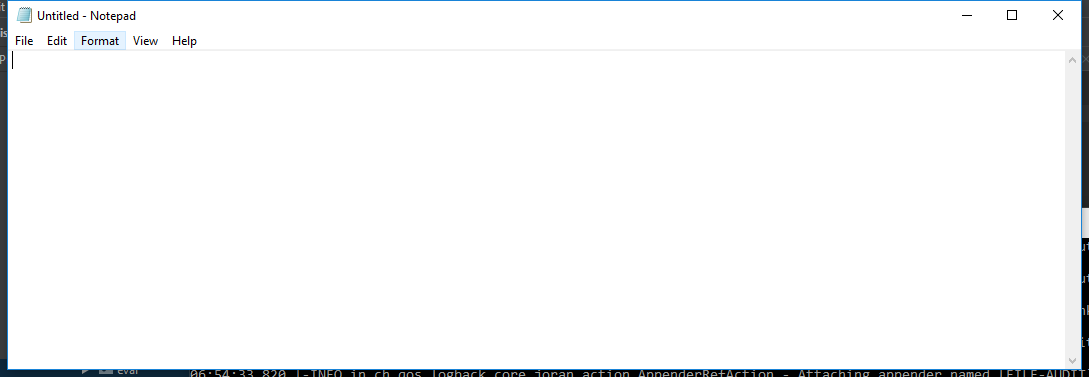 Untitled - Notepad
File Edit Format View Help
eval
06:54:33,820 |-INFO in ch.qos.logback.core.joran.action.AppenderRefAction - Attaching appender named [FILE-AUDIT